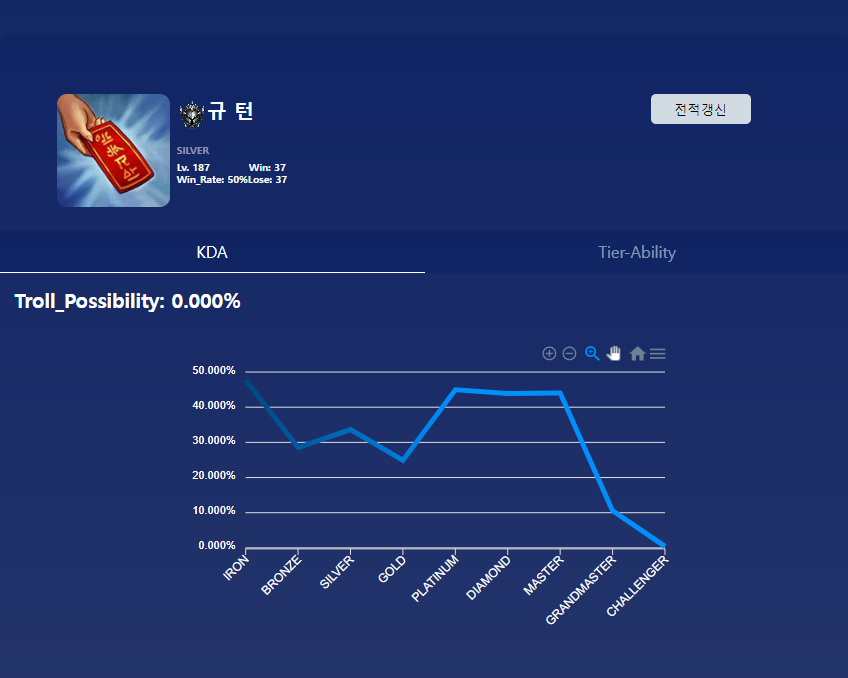 규 턴
전적갱신
SILVER
Lv. 187 Win: 37
Win_Rate: 50%Lose: 37
KDA Tier-Ability
Troll_Possibility: 0.000%
50.000%
40.000%
30.000%
20.000%
10.000%
0.000%
IRON BRONZE SILVER GOLD PLATINUM DIAMOND MASTER GRANDMASTER CHALLENGER